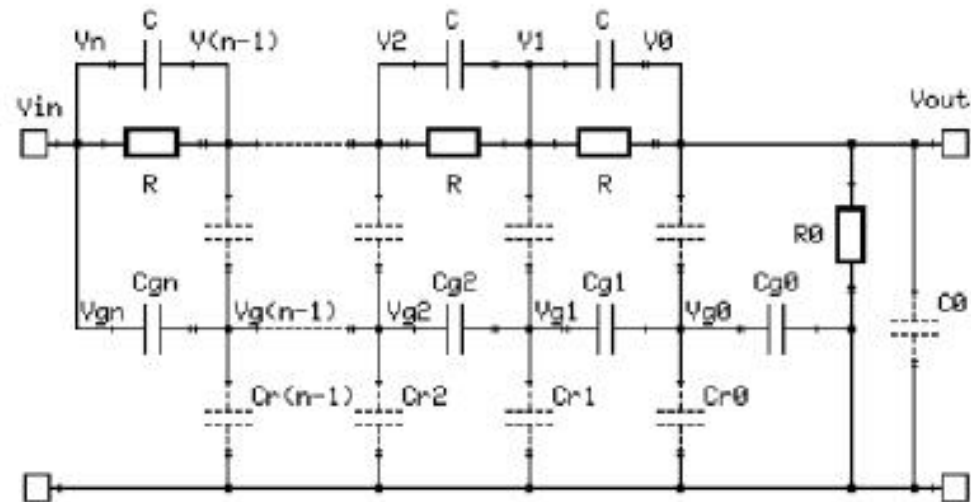 C C C
Vn V(n-1) V2 V1 V0
Vin Vout
R R R
R0
Cgn Cg2 Cg1 Cg0
C0
Vgn Vg(n-1) Vg2 Vg1 Vg0
Cr(n-1) Cr2 Cr1 Cr0